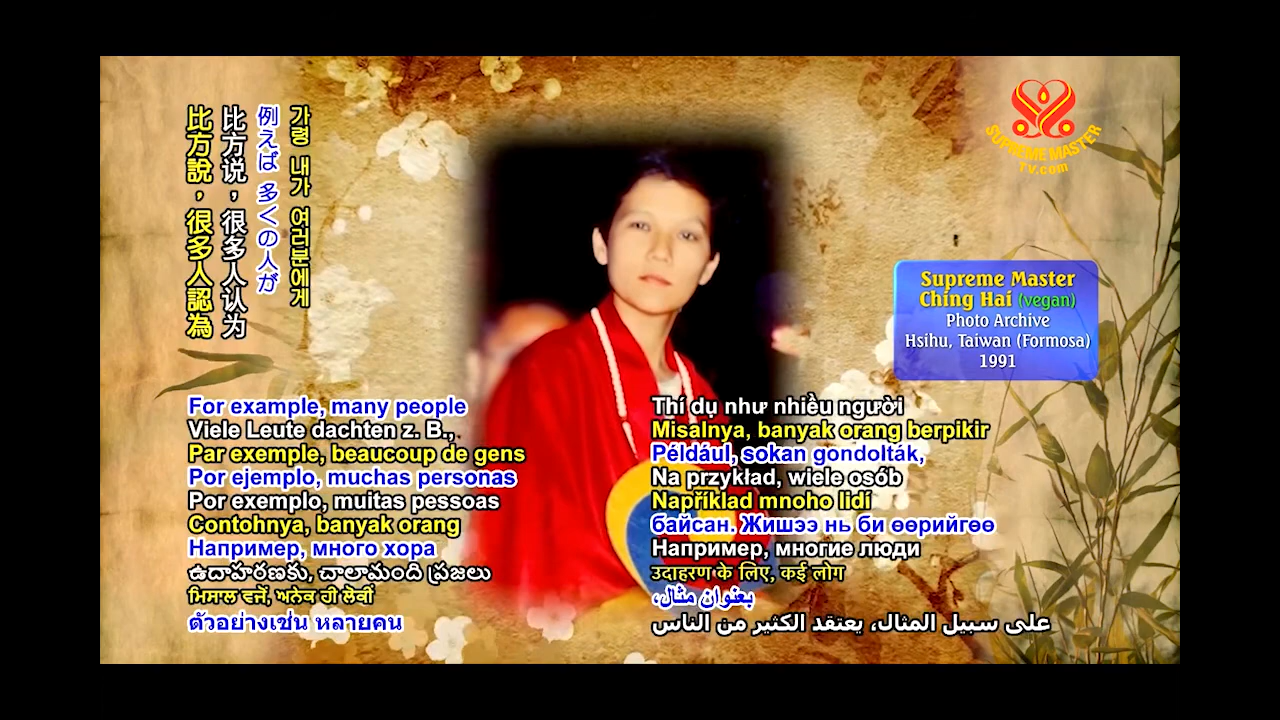 比方說，很多人認為
比方说，很多人认为
例えば 多くの人が
가령 내가 여러분에게
SUPREME MASTER
TV.com
Supreme Master
Ching Hai (vegan)
Photo Archive
Hsihu, Taiwan (Formosa)
1991
For example, many people
Viele Leute dachten z. B.,
Par exemple, beaucoup de gens
Por ejemplo, muchas personas
Por exemplo, muitas pessoas
Contohnya, banyak orang
Например, много хора
ఉదాహరణకు, చాలామంది ప్రజలు
ਮਿਸਾਲ ਵਜੋਂ, ਅਨੇਕ ਹੀ ਲੋਕੀਂ
ตัวอย่างเช่น หลายคน
Thí dụ như nhiều người
Misalnya, banyak orang berpikir
Például, sokan gondolták,
Na przykład, wiele osób
Například mnoho lidí
байсан. Жишээ нь би өөрийгөө
Например, многие люди
उदाहरण के लिए, कई लोग
بعنوان مثال،
على سبيل المثال، يعتقد الكثير من الناس